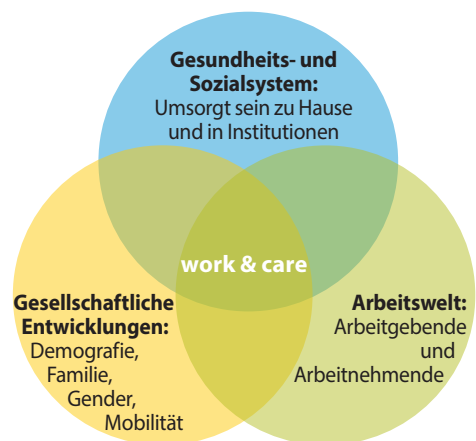 Gesundheits- und
Sozialsystem:
Umsorgt sein zu Hause
und in Institutionen
work & care
Gesellschaftliche
Entwicklungen:
Demografie,
Familie,
Gender,
Mobilität
Arbeitswelt:
Arbeitgebende
und
Arbeitnehmende